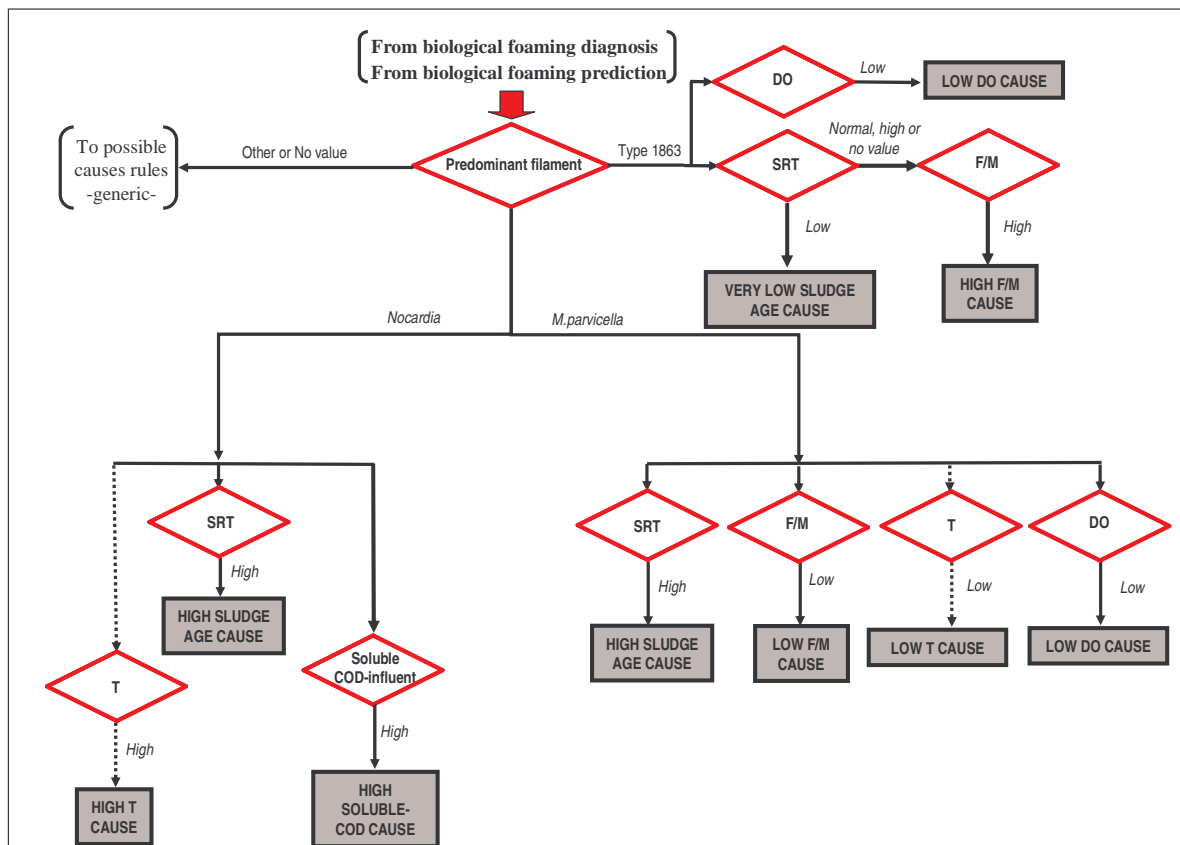 From biological foaming diagnosis
From biological foaming prediction
DO
Low
LOW DO CAUSE
To possible
causes rules
-generic-
Other or No value
Predominant filament
Type 1863
SRT
Normal, high or
no value
F/M
Low
High
VERY LOW SLUDGE
AGE CAUSE
HIGH F/M
CAUSE
Nocardia
M.parvicella
SRT
High
HIGH SLUDGE
AGE CAUSE
T
High
HIGH T
CAUSE
Soluble
COD-influent
High
HIGH
SOLUBLE-
COD CAUSE
SRT
High
HIGH SLUDGE
AGE CAUSE
F/M
Low
LOW F/M
CAUSE
T
Low
LOW T CAUSE
DO
Low
LOW DO CAUSE